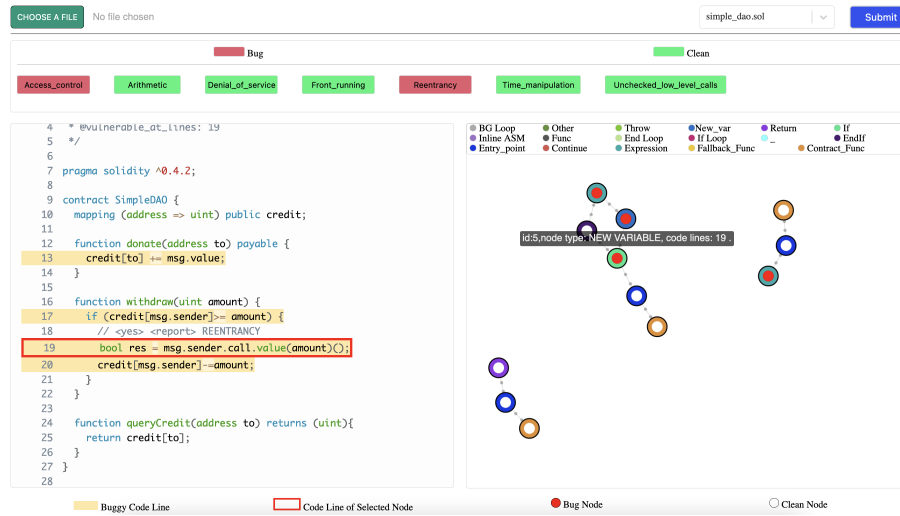 CHOOSE A FILE No file chosen simple_dao.sol Submit
Bug Clean
Access_control Arithmetic Denial_of_service Front_running Reentrancy Time_manipulation Unchecked_low_level_calls
4 * @vulnerable_at_lines: 19
5 */
6
7 pragma solidity ^0.4.2;
8
9 contract SimpleDAO {
10 mapping (address => uint) public credit;
11
12 function donate(address to) payable {
13 credit[to] += msg.value;
14 }
15
16 function withdraw(uint amount) {
17 if (credit[msg.sender]>= amount) {
18 // <yes> <report> REENTRANCY
19 bool res = msg.sender.call.value(amount)();
20 credit[msg.sender]-=amount;
21 }
22 }
23
24 function queryCredit(address to) returns (uint){
25 return credit[to];
26 }
27 }
28
BG Loop Other Throw New_var Return If
Inline ASM Func End Loop If Loop _ EndIf
Entry_point Continue Expression Fallback_Func Contract_Func
id:5,node type: NEW VARIABLE, code lines: 19 .
Buggy Code Line Code Line of Selected Node Bug Node Clean Node